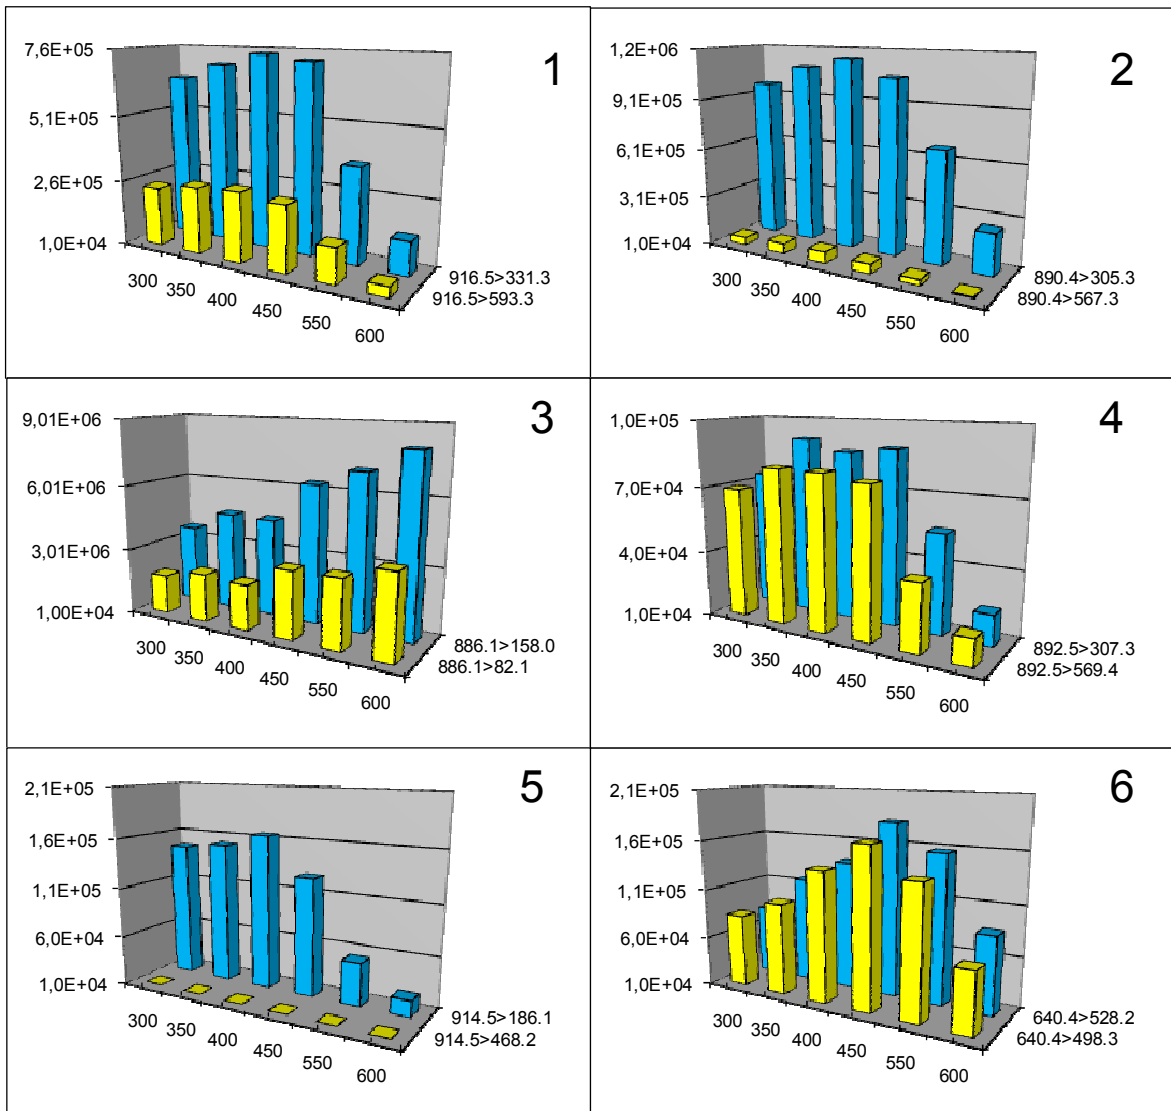 1
7,6E+05
5,1E+05
2,6E+05
1,0E+04
300
350
400
450
550
600
916.5>331.3
916.5>593.3
2
1,2E+06
9,1E+05
6,1E+05
3,1E+05
1,0E+04
300
350
400
450
550
600
890.4>305.3
890.4>567.3
3
9,01E+06
6,01E+06
3,01E+06
1,00E+04
300
350
400
450
550
600
886.1>158.0
886.1>82.1
4
1,0E+05
7,0E+04
4,0E+04
1,0E+04
300
350
400
450
550
600
892.5>307.3
892.5>569.4
5
2,1E+05
1,6E+05
1,1E+05
6,0E+04
1,0E+04
300
350
400
450
550
600
914.5>186.1
914.5>468.2
6
2,1E+05
1,6E+05
1,1E+05
6,0E+04
1,0E+04
300
350
400
450
550
600
640.4>528.2
640.4>498.3